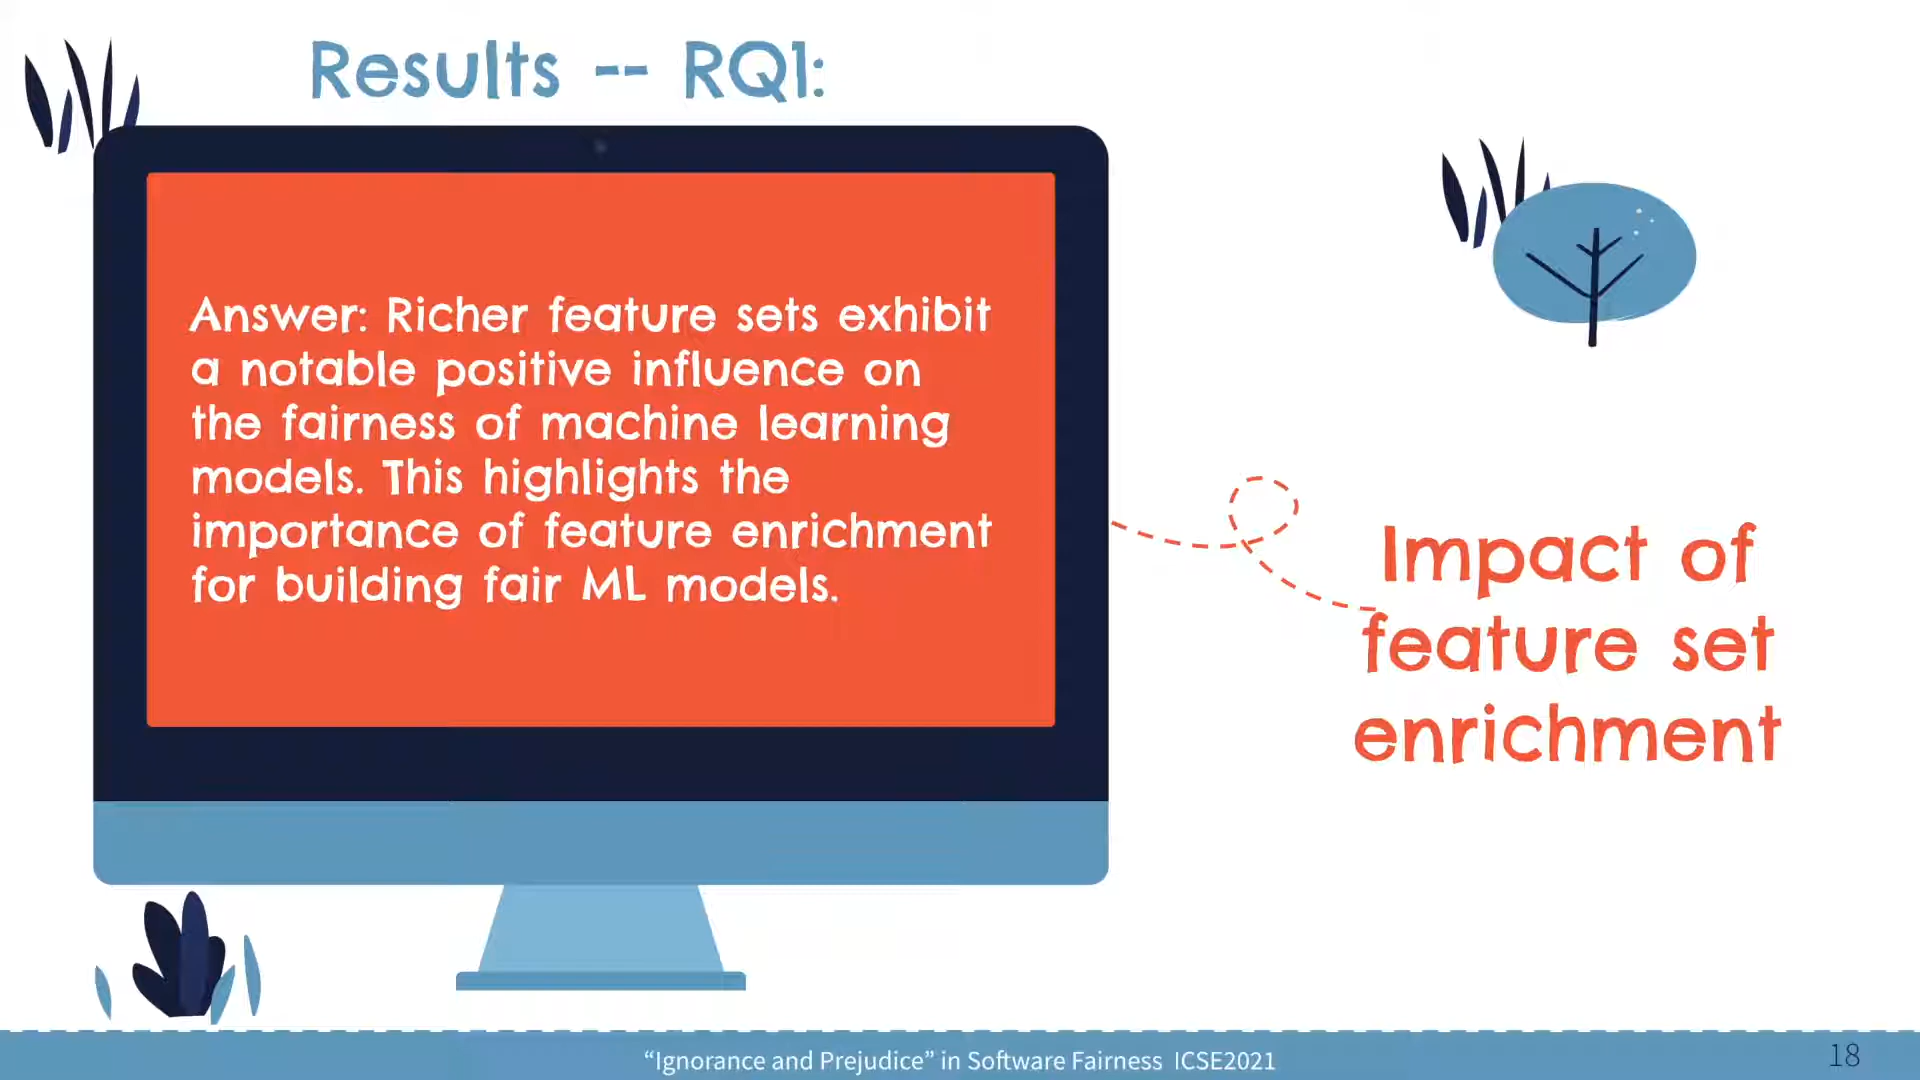 Results -- RQ1:
Answer: Richer feature sets exhibit
a notable positive influence on
the fairness of machine learning
models. This highlights the
importance of feature enrichment
for building fair ML models.
Impact of
feature set
enrichment
“Ignorance and Prejudice” in Software Fairness ICSE2021
18